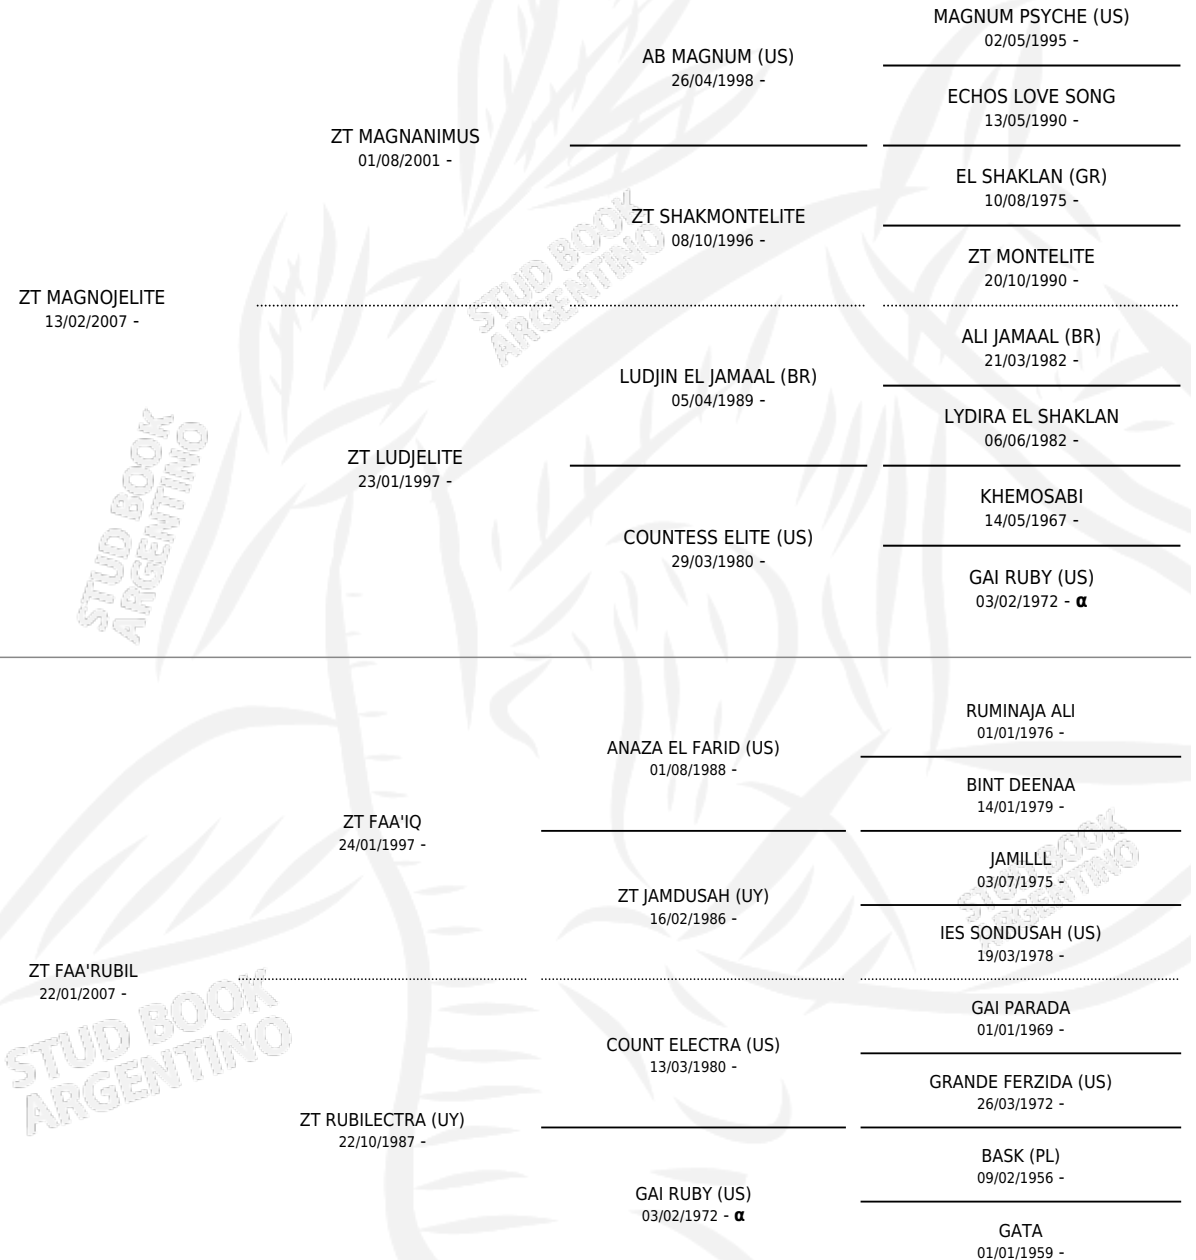 MAGNUM PSYCHE (US)
02/05/1995 -
AB MAGNUM (US)
26/04/1998 -
ECHOS LOVE SONG
13/05/1990 -
ZT MAGNANIMUS
01/08/2001 -
EL SHAKLAN (GR)
10/08/1975 -
ZT SHAKMONTELITE
08/10/1996 -
ZT MONTELITE
20/10/1990 -
ZT MAGNOJELITE
13/02/2007 -
ALI JAMAAL (BR)
21/03/1982 -
LUDJIN EL JAMAAL (BR)
05/04/1989 -
LYDIRA EL SHAKLAN
06/06/1982 -
ZT LUDJELITE
23/01/1997 -
KHEMOSABI
14/05/1967 -
COUNTESS ELITE (US)
29/03/1980 -
GAI RUBY (US)
03/02/1972 - α
STUD BOOK
ARGENTINO
STUD BOOK
ARGENTINO
RUMINAJA ALI
01/01/1976 -
ANAZA EL FARID (US)
01/08/1988 -
BINT DEENAA
14/01/1979 -
ZT FAA'IQ
24/01/1997 -
JAMILLL
03/07/1975 -
ZT JAMDUSAH (UY)
16/02/1986 -
IES SONDUSAH (US)
19/03/1978 -
ZT FAA'RUBIL
22/01/2007 -
GAI PARADA
01/01/1969 -
COUNT ELECTRA (US)
13/03/1980 -
GRANDE FERZIDA (US)
26/03/1972 -
ZT RUBILECTRA (UY)
22/10/1987 -
BASK (PL)
09/02/1956 -
GAI RUBY (US)
03/02/1972 - α
GATA
01/01/1959 -
STUD BOOK
ARGENTINO
STUD BOOK
ARGENTINO